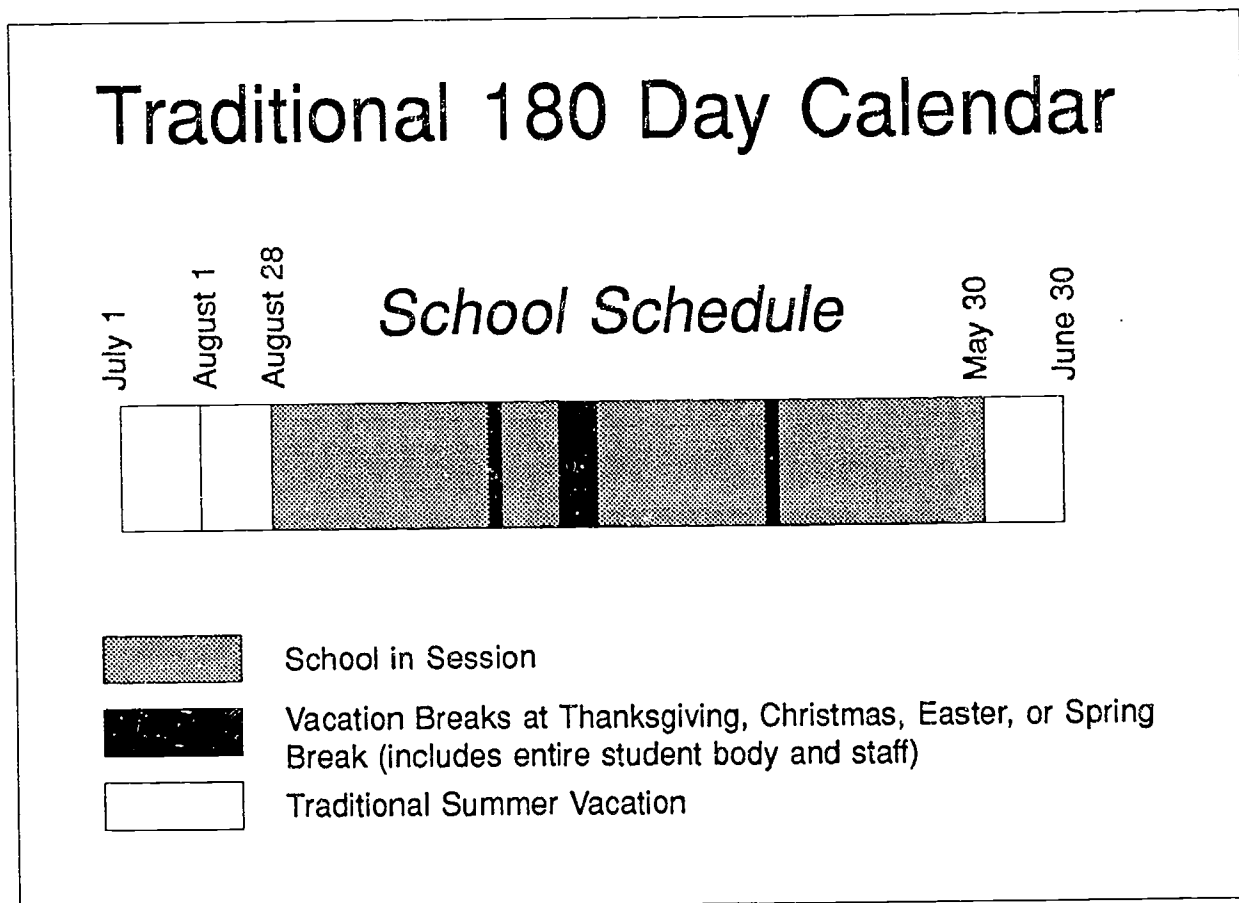 Traditional 180 Day Calendar
School Schedule
July 1
August 1
August 28
May 30
June 30
School in Session
Vacation Breaks at Thanksgiving, Christmas, Easter, or Spring
Break (includes entire student body and staff)
Traditional Summer Vacation